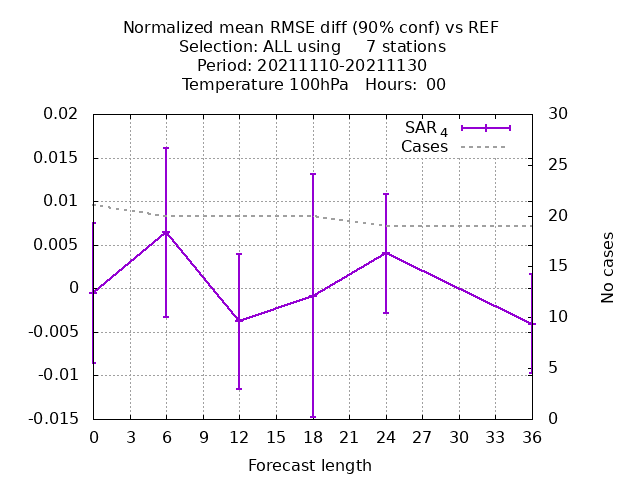 Normalized mean RMSE diff (90% conf) vs REF
Selection: ALL using     7 stations
Period: 20211110-20211130
Temperature 100hPa   Hours:  00
SAR 4
Cases
0.02
0.015
0.01
0.005
0
-0.005
-0.01
-0.015
30
25
20
15
10
5
0
No cases
0 3 6 9 12 15 18 21 24 27 30 33 36
Forecast length